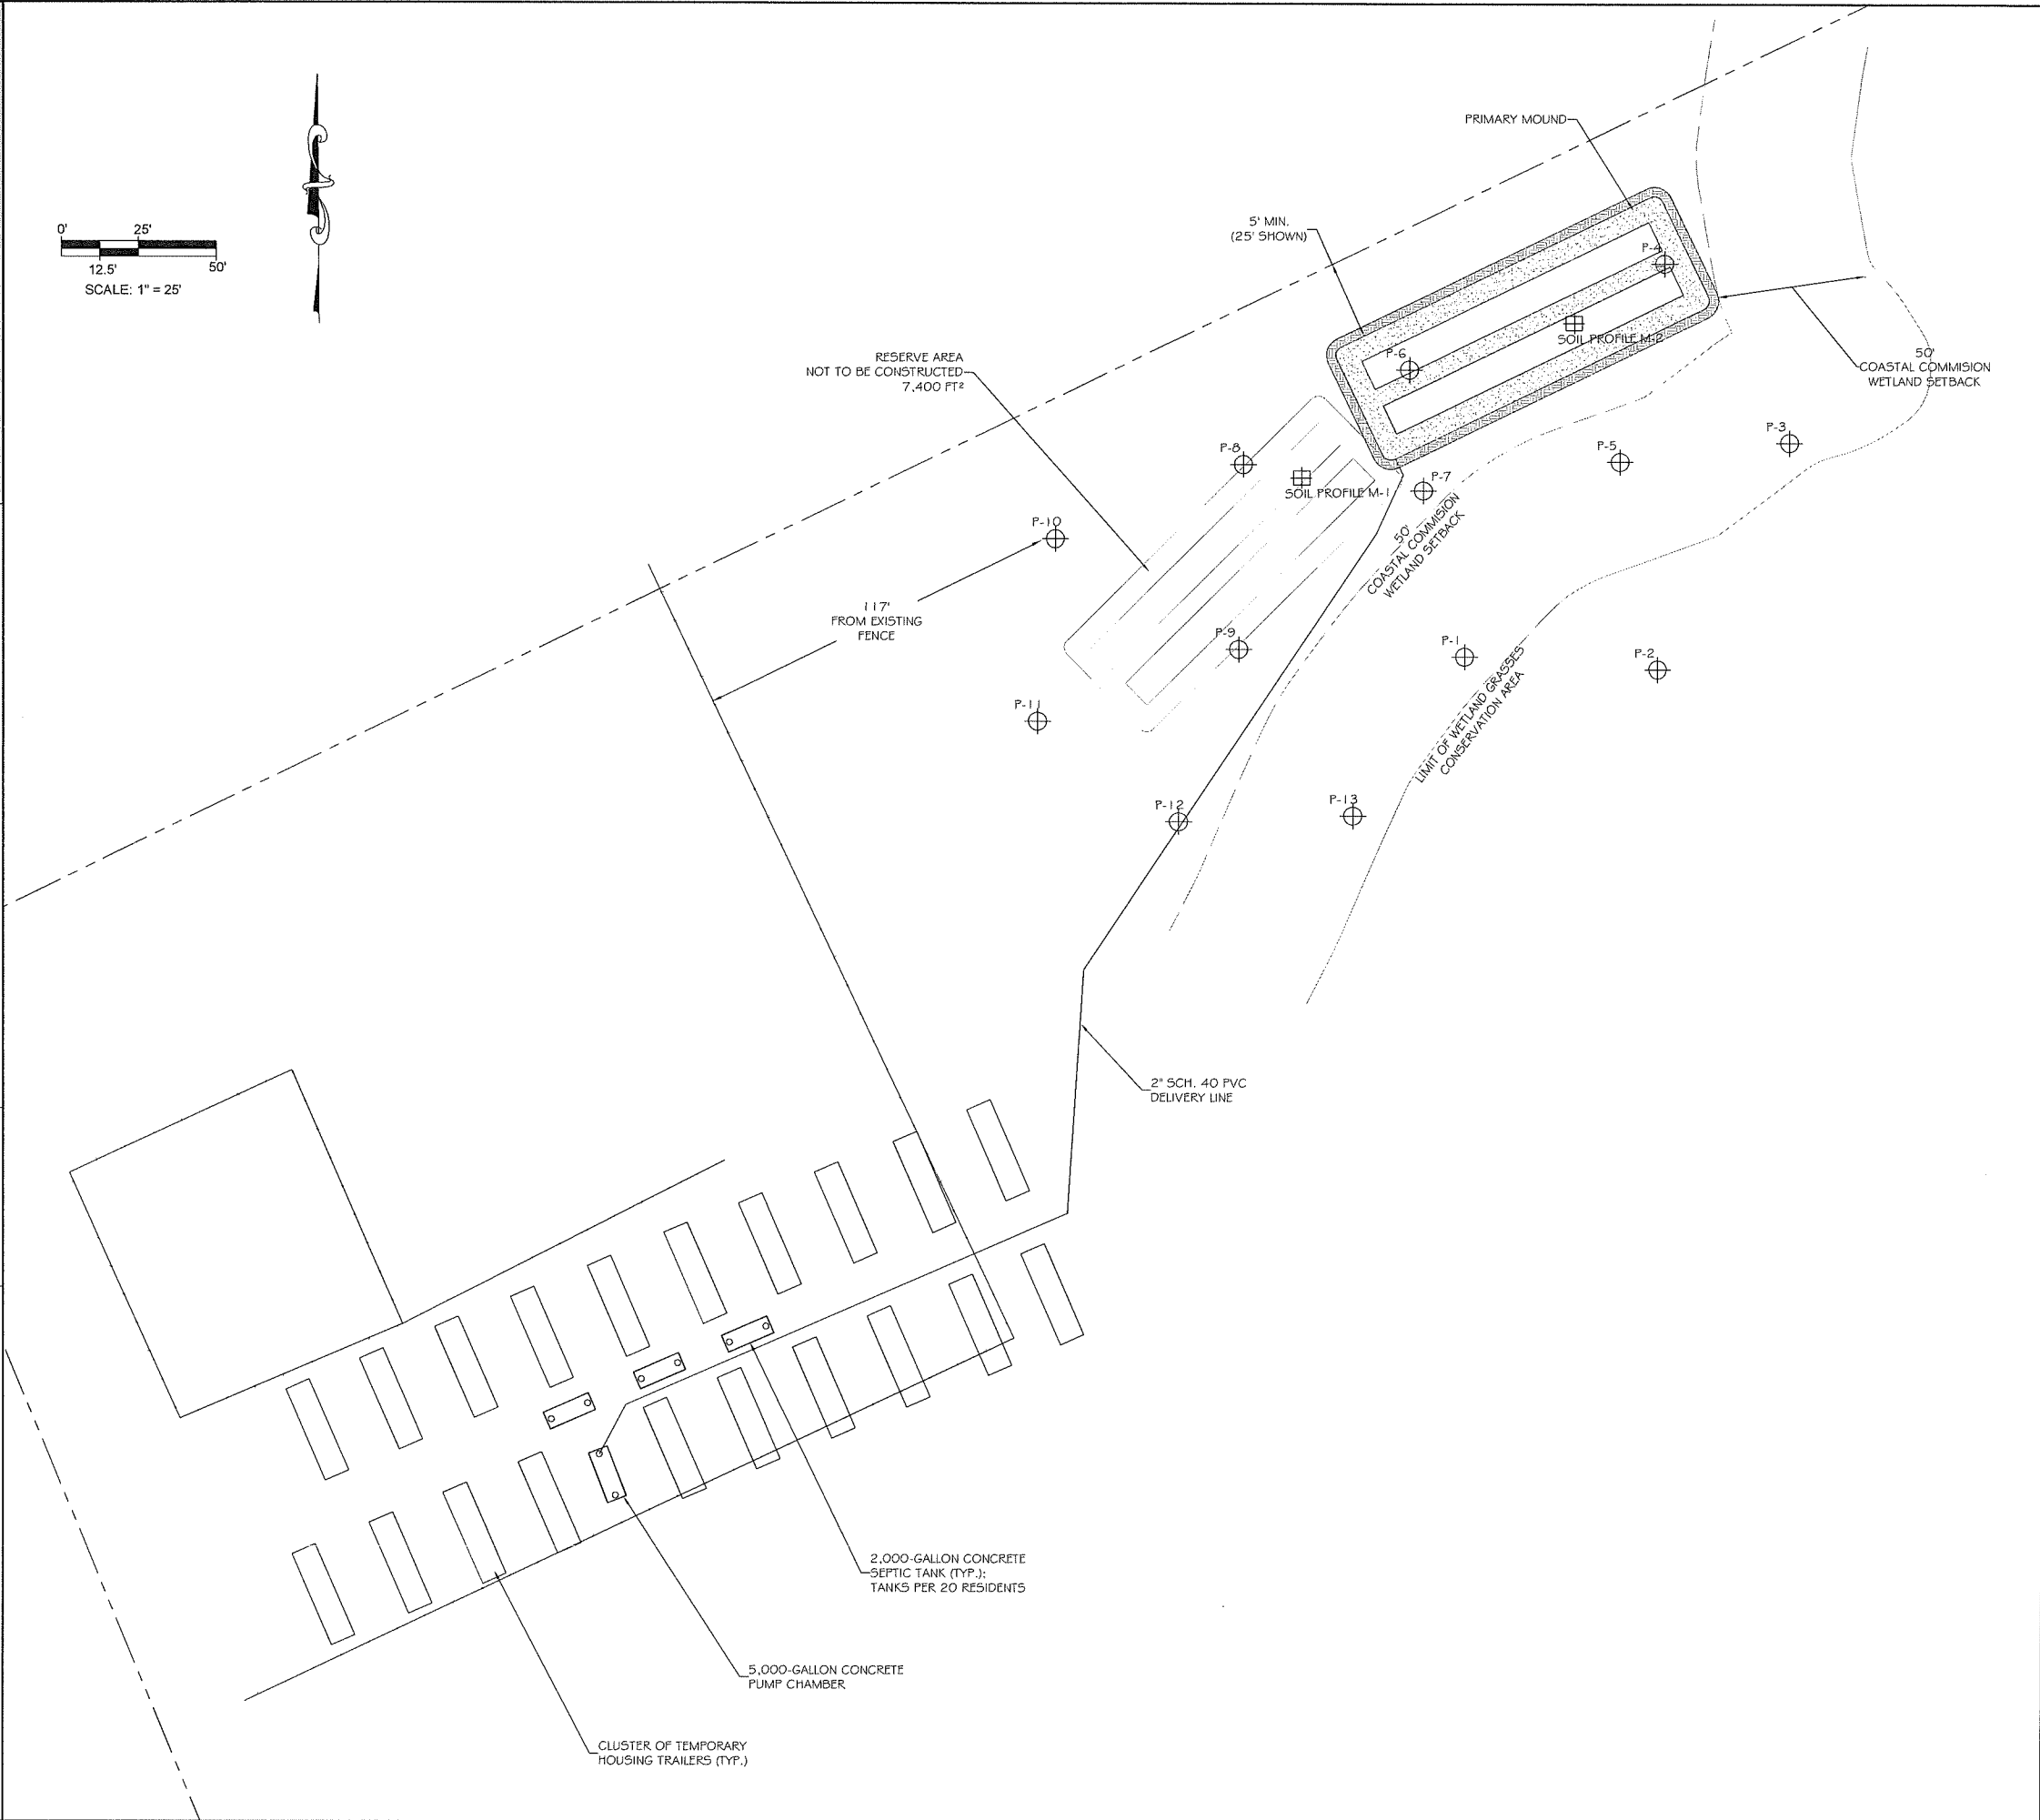 PRIMARY MOUND
0' 25'
12.5' 50'
SCALE: 1" = 25'
5' MIN.
(25' SHOWN)
P-4
SOIL PROFILE M-2
P-6
RESERVE AREA
NOT TO BE CONSTRUCTED
7,400 FT²
50'
COASTAL COMMISION
WETLAND SETBACK
P-3
P-5
P-8
SOIL PROFILE M-1
P-7
50'
COASTAL COMMISION
WETLAND SETBACK
P-10
117'
FROM EXISTING
FENCE
P-9
P-1
P-2
LIMIT OF WETLAND GRASSES
CONSERVATION AREA
P-11
P-12
P-13
2" SCH. 40 PVC
DELIVERY LINE
2,000-GALLON CONCRETE
SEPTIC TANK (TYP.);
TANKS PER 20 RESIDENTS
5,000-GALLON CONCRETE
PUMP CHAMBER
CLUSTER OF TEMPORARY
HOUSING TRAILERS (TYP.)